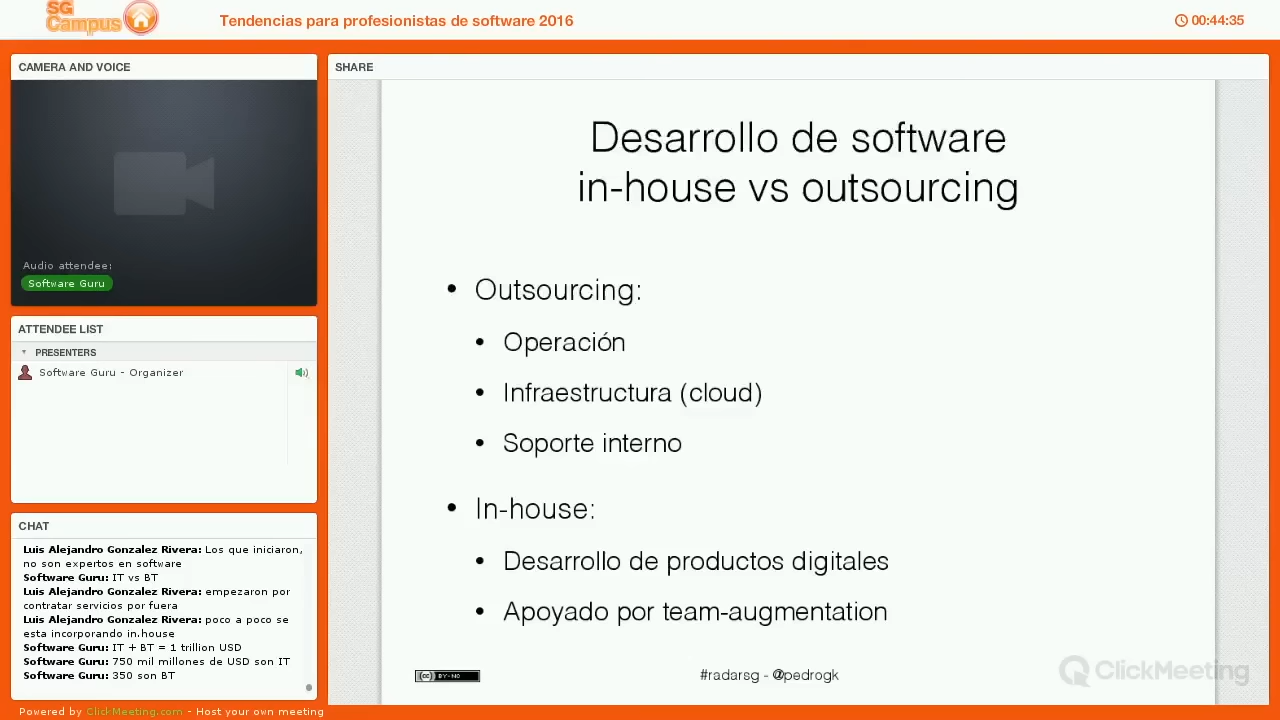 SG
Campus
Tendencias para profesionistas de software 2016
00:44:35
CAMERA AND VOICE
Audio attendee:
Software Guru
ATTENDEE LIST
PRESENTERS
Software Guru - Organizer
CHAT
Luis Alejandro Gonzalez Rivera: Los que iniciaron,
no son expertos en software
Software Guru: IT vs BT
Luis Alejandro Gonzalez Rivera: empezaron por
contratar servicios por fuera
Luis Alejandro Gonzalez Rivera: poco a poco se
esta incorporando in.house
Software Guru: IT + BT = 1 trillion USD
Software Guru: 750 mil millones de USD son IT
Software Guru: 350 son BT
SHARE
Desarrollo de software
in-house vs outsourcing
• Outsourcing:
• Operación
• Infraestructura (cloud)
• Soporte interno
• In-house:
• Desarrollo de productos digitales
• Apoyado por team-augmentation
#radarsg - @pedrogk
ClickMeeting
Powered by ClickMeeting.com - Host your own meeting